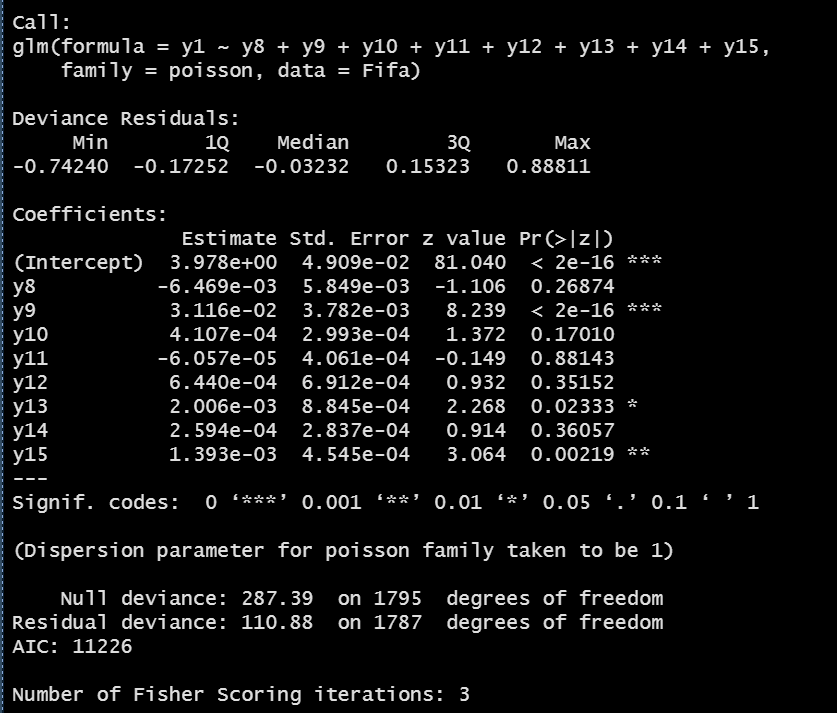 Call:
glm(formula = y1 ~ y8 + y9 + y10 + y11 + y12 + y13 + y14 + y15,
    family = poisson, data = Fifa)

Deviance Residuals:
     Min       1Q   Median       3Q      Max
-0.74240 -0.17252 -0.03232  0.15323  0.88811

Coefficients:
              Estimate Std. Error z value Pr(>|z|)
(Intercept)  3.978e+00  4.909e-02  81.040  < 2e-16 ***
y8          -6.469e-03  5.849e-03  -1.106  0.26874
y9           3.116e-02  3.782e-03   8.239  < 2e-16 ***
y10          4.107e-04  2.993e-04   1.372  0.17010
y11         -6.057e-05  4.061e-04  -0.149  0.88143
y12          6.440e-04  6.912e-04   0.932  0.35152
y13          2.006e-03  8.845e-04   2.268  0.02333 *
y14          2.594e-04  2.837e-04   0.914  0.36057
y15          1.393e-03  4.545e-04   3.064  0.00219 **
---
Signif. codes:  0 ‘***’ 0.001 ‘**’ 0.01 ‘*’ 0.05 ‘.’ 0.1 ‘ ’ 1

(Dispersion parameter for poisson family taken to be 1)

    Null deviance: 287.39  on 1795  degrees of freedom
Residual deviance: 110.88  on 1787  degrees of freedom
AIC: 11226

Number of Fisher Scoring iterations: 3